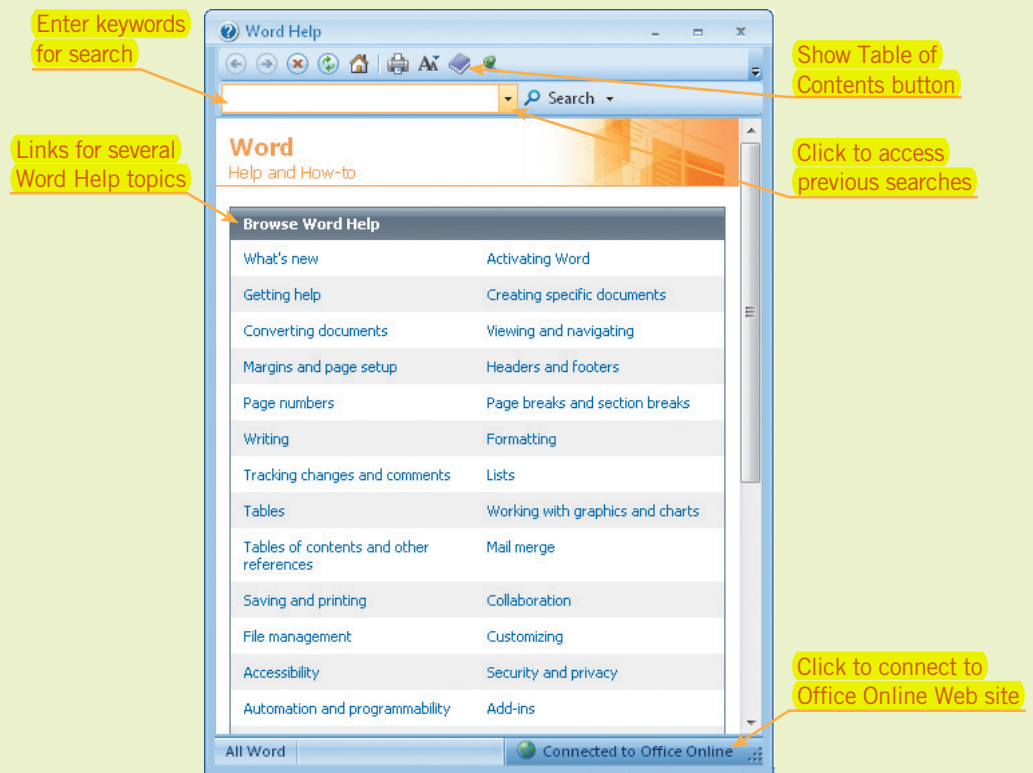 Enter keywords
for search
Word Help
Show Table of
Contents button
Search
Links for several
Word Help topics
Word
Help and How-to
Click to access
previous searches
Browse Word Help
What's new
Activating Word
Getting help
Creating specific documents
Converting documents
Viewing and navigating
Margins and page setup
Headers and footers
Page numbers
Page breaks and section breaks
Writing
Formatting
Tracking changes and comments
Lists
Tables
Working with graphics and charts
Tables of contents and other
references
Mail merge
Saving and printing
Collaboration
File management
Customizing
Accessibility
Security and privacy
Automation and programmability
Add-ins
Click to connect to
Office Online Web site
All Word
Connected to Office Online